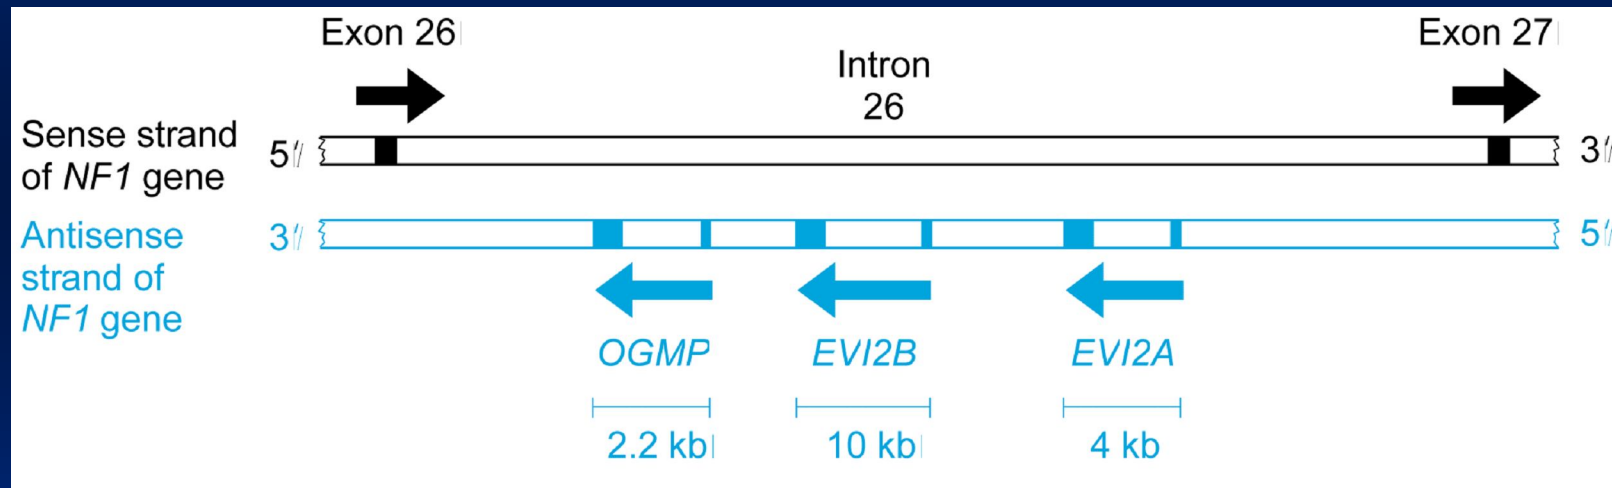 Exon 26
Exon 27
Intron
26
Sense strand
of NF1 gene
5′
3′
Antisense
strand of
NF1 gene
3′
5′
OGMP
EVI2B
EVI2A
2.2 kb
10 kb
4 kb